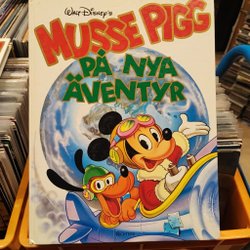 Walt Disney's
MUSSE PIGG
PÅ NYA
ÄVENTYR